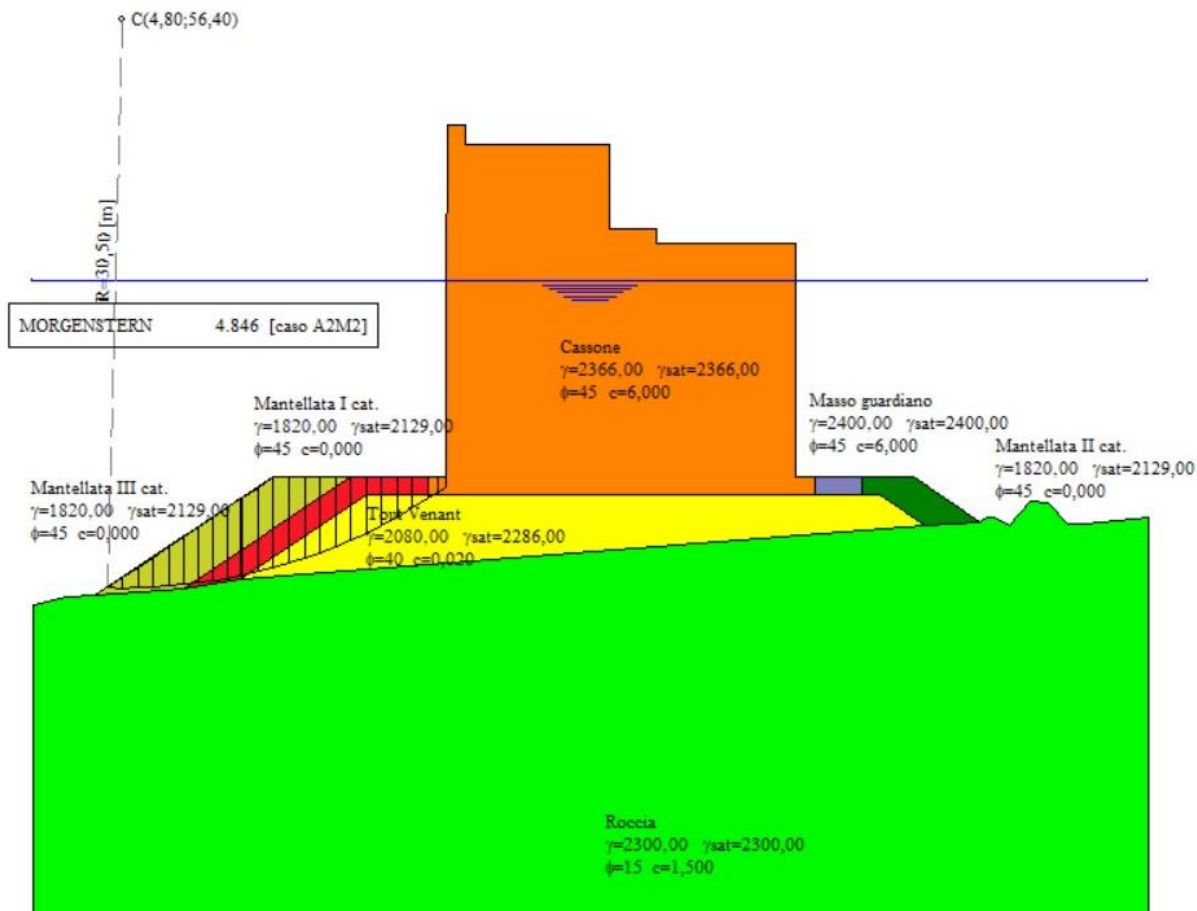 C(4,80;56,40)
R=30,50 [m]
MORGENSTERN 4.846 [caso A2M2]
Cassone
γ=2366,00 γsat=2366,00
ϕ=45 c=6,000
Mantellata I cat.
γ=1820,00 γsat=2129,00
ϕ=45 c=0,000
Masso guardiano
γ=2400,00 γsat=2400,00
ϕ=45 c=6,000
Mantellata II cat.
γ=1820,00 γsat=2129,00
ϕ=45 c=0,000
Mantellata III cat.
γ=1820,00 γsat=2129,00
ϕ=45 c=0,000
Tout Venant
γ=2080,00 γsat=2286,00
ϕ=40 c=0,020
Roccia
γ=2300,00 γsat=2300,00
ϕ=15 c=1,500